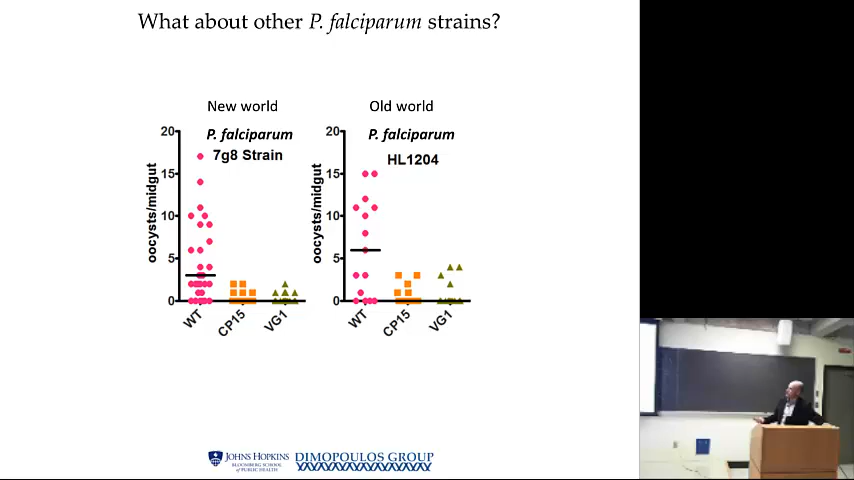 What about other P. falciparum strains?
New world
P. falciparum
7g8 Strain
oocysts/midgut
20
15
10
5
0
WT
CP15
VG1
Old world
P. falciparum
HL1204
oocysts/midgut
20
15
10
5
0
WT
CP15
VG1
JOHNS HOPKINS
BLOOMBERG SCHOOL
of PUBLIC HEALTH
DIMOPOULOS GROUP